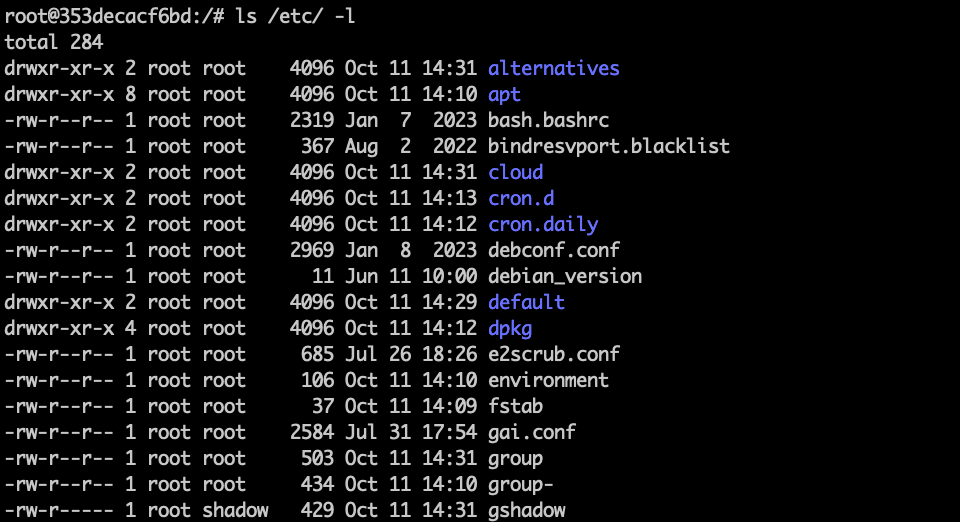 root@353decacf6bd:/# ls /etc/ -l
total 284
drwxr-xr-x 2 root root    4096 Oct 11 14:31 alternatives
drwxr-xr-x 8 root root    4096 Oct 11 14:10 apt
-rw-r--r-- 1 root root    2319 Jan  7  2023 bash.bashrc
-rw-r--r-- 1 root root     367 Aug  2  2022 bindresvport.blacklist
drwxr-xr-x 2 root root    4096 Oct 11 14:31 cloud
drwxr-xr-x 2 root root    4096 Oct 11 14:13 cron.d
drwxr-xr-x 2 root root    4096 Oct 11 14:12 cron.daily
-rw-r--r-- 1 root root    2969 Jan  8  2023 debconf.conf
-rw-r--r-- 1 root root      11 Jun 11 10:00 debian_version
drwxr-xr-x 2 root root    4096 Oct 11 14:29 default
drwxr-xr-x 4 root root    4096 Oct 11 14:12 dpkg
-rw-r--r-- 1 root root     685 Jul 26 18:26 e2scrub.conf
-rw-r--r-- 1 root root     106 Oct 11 14:10 environment
-rw-r--r-- 1 root root      37 Oct 11 14:09 fstab
-rw-r--r-- 1 root root    2584 Jul 31 17:54 gai.conf
-rw-r--r-- 1 root root     503 Oct 11 14:31 group
-rw-r--r-- 1 root root     434 Oct 11 14:10 group-
-rw-r----- 1 root shadow   429 Oct 11 14:31 gshadow